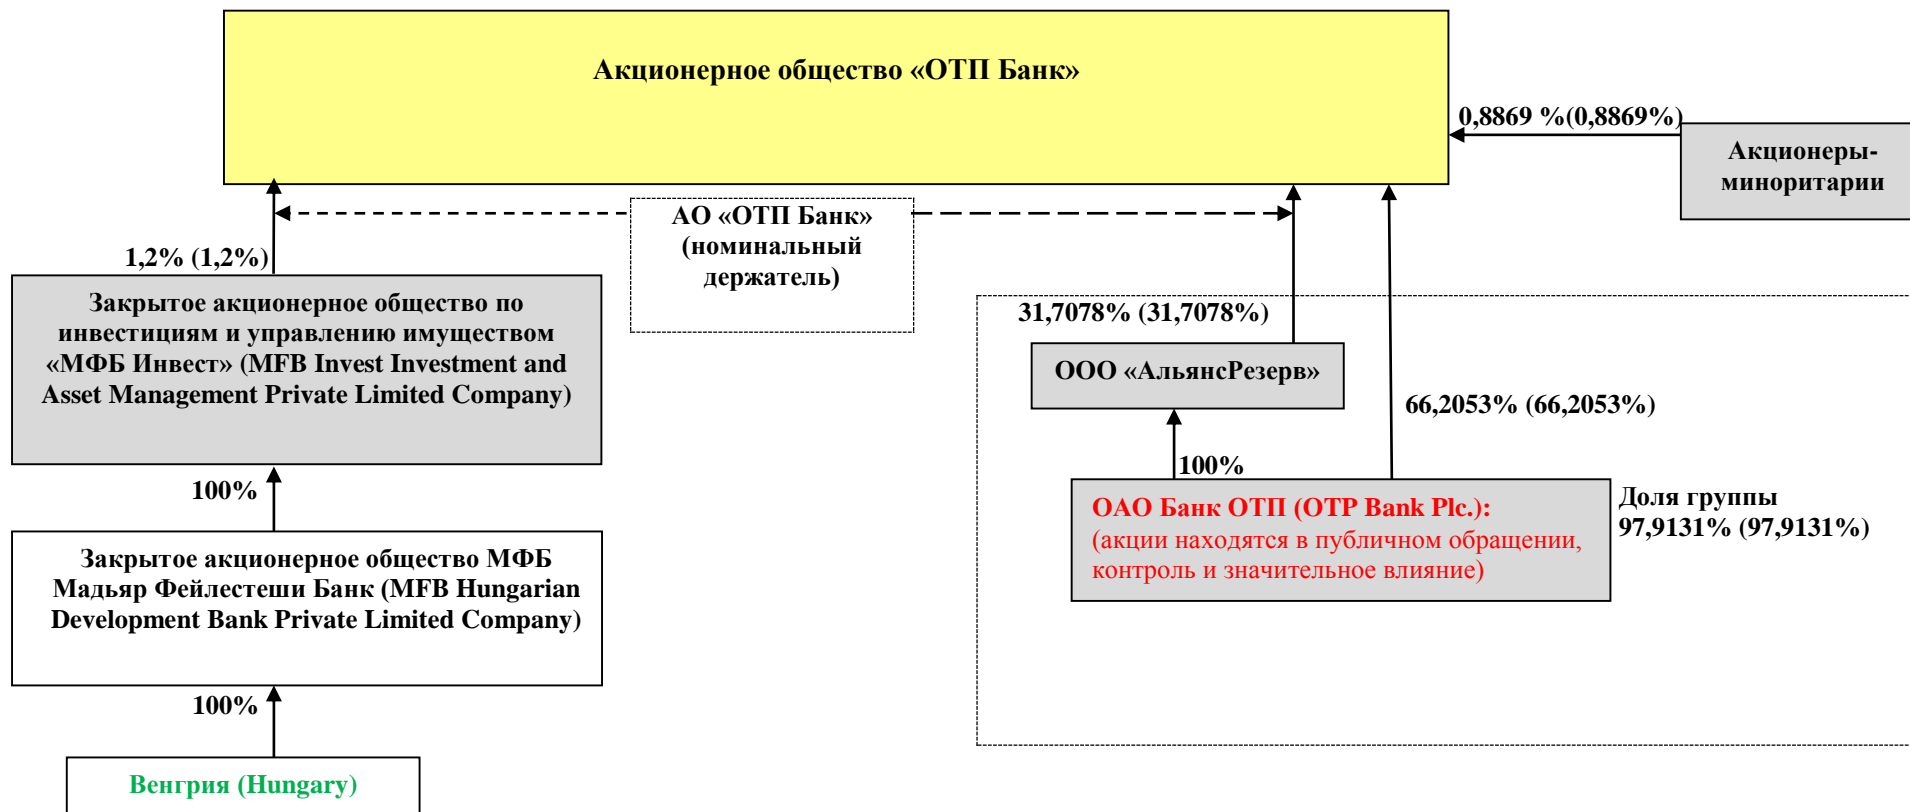 Акционерное общество «ОТП Банк»
0,8869 %(0,8869%)
Акционеры-
миноритарии
АО «ОТП Банк»
(номинальный
держатель)
1,2% (1,2%)
Закрытое акционерное общество по
инвестициям и управлению имуществом
«МФБ Инвест» (MFB Invest Investment and
Asset Management Private Limited Company)
31,7078% (31,7078%)
ООО «АльянсРезерв»
66,2053% (66,2053%)
100%
ОАО Банк ОТП (OTP Bank Plc.):
(акции находятся в публичном обращении,
контроль и значительное влияние)
Доля группы
97,9131% (97,9131%)
100%
Закрытое акционерное общество МФБ
Мадьяр Фейлестеши Банк (MFB Hungarian
Development Bank Private Limited Company)
100%
Венгрия (Hungary)